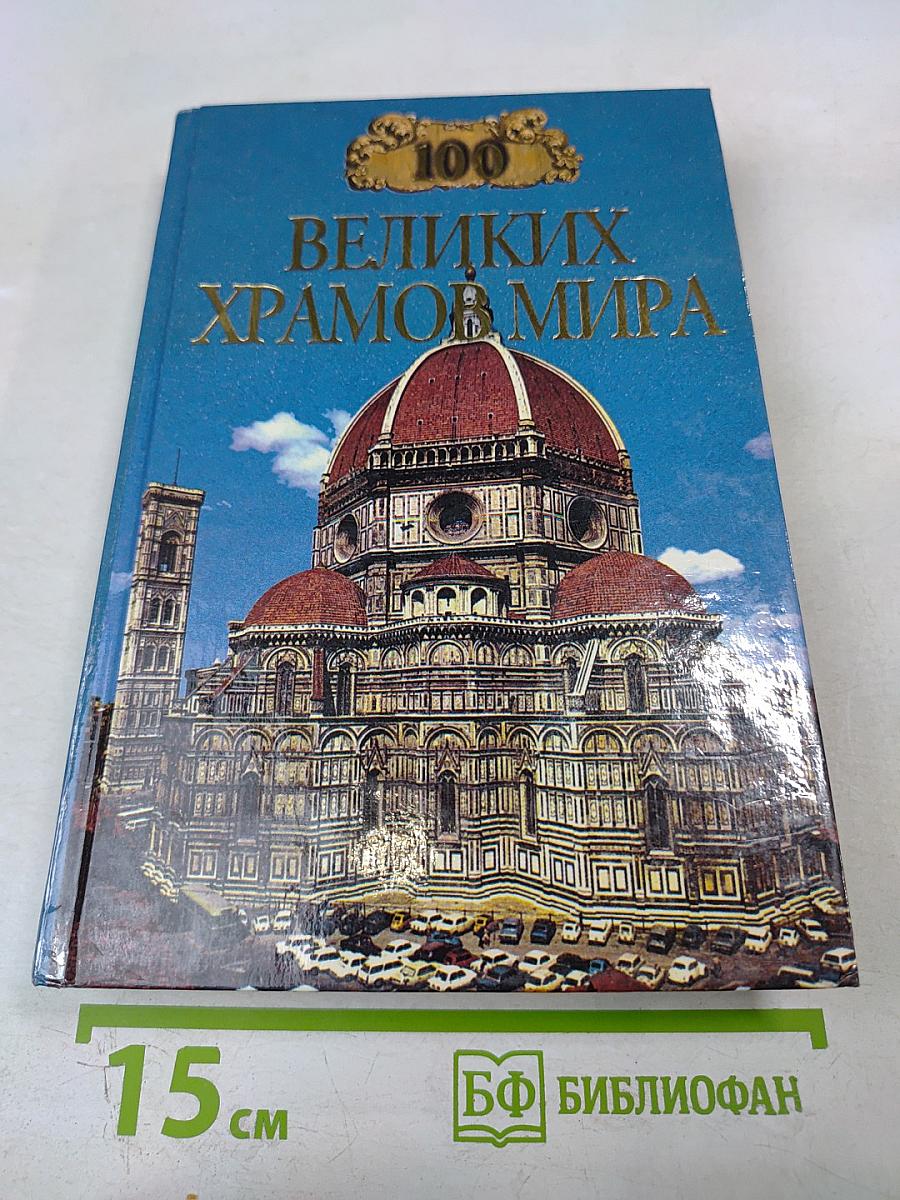 100
ВЕЛИКИХ
ХРАМОВ МИРА
15 см
БФ БИБЛИОФАН